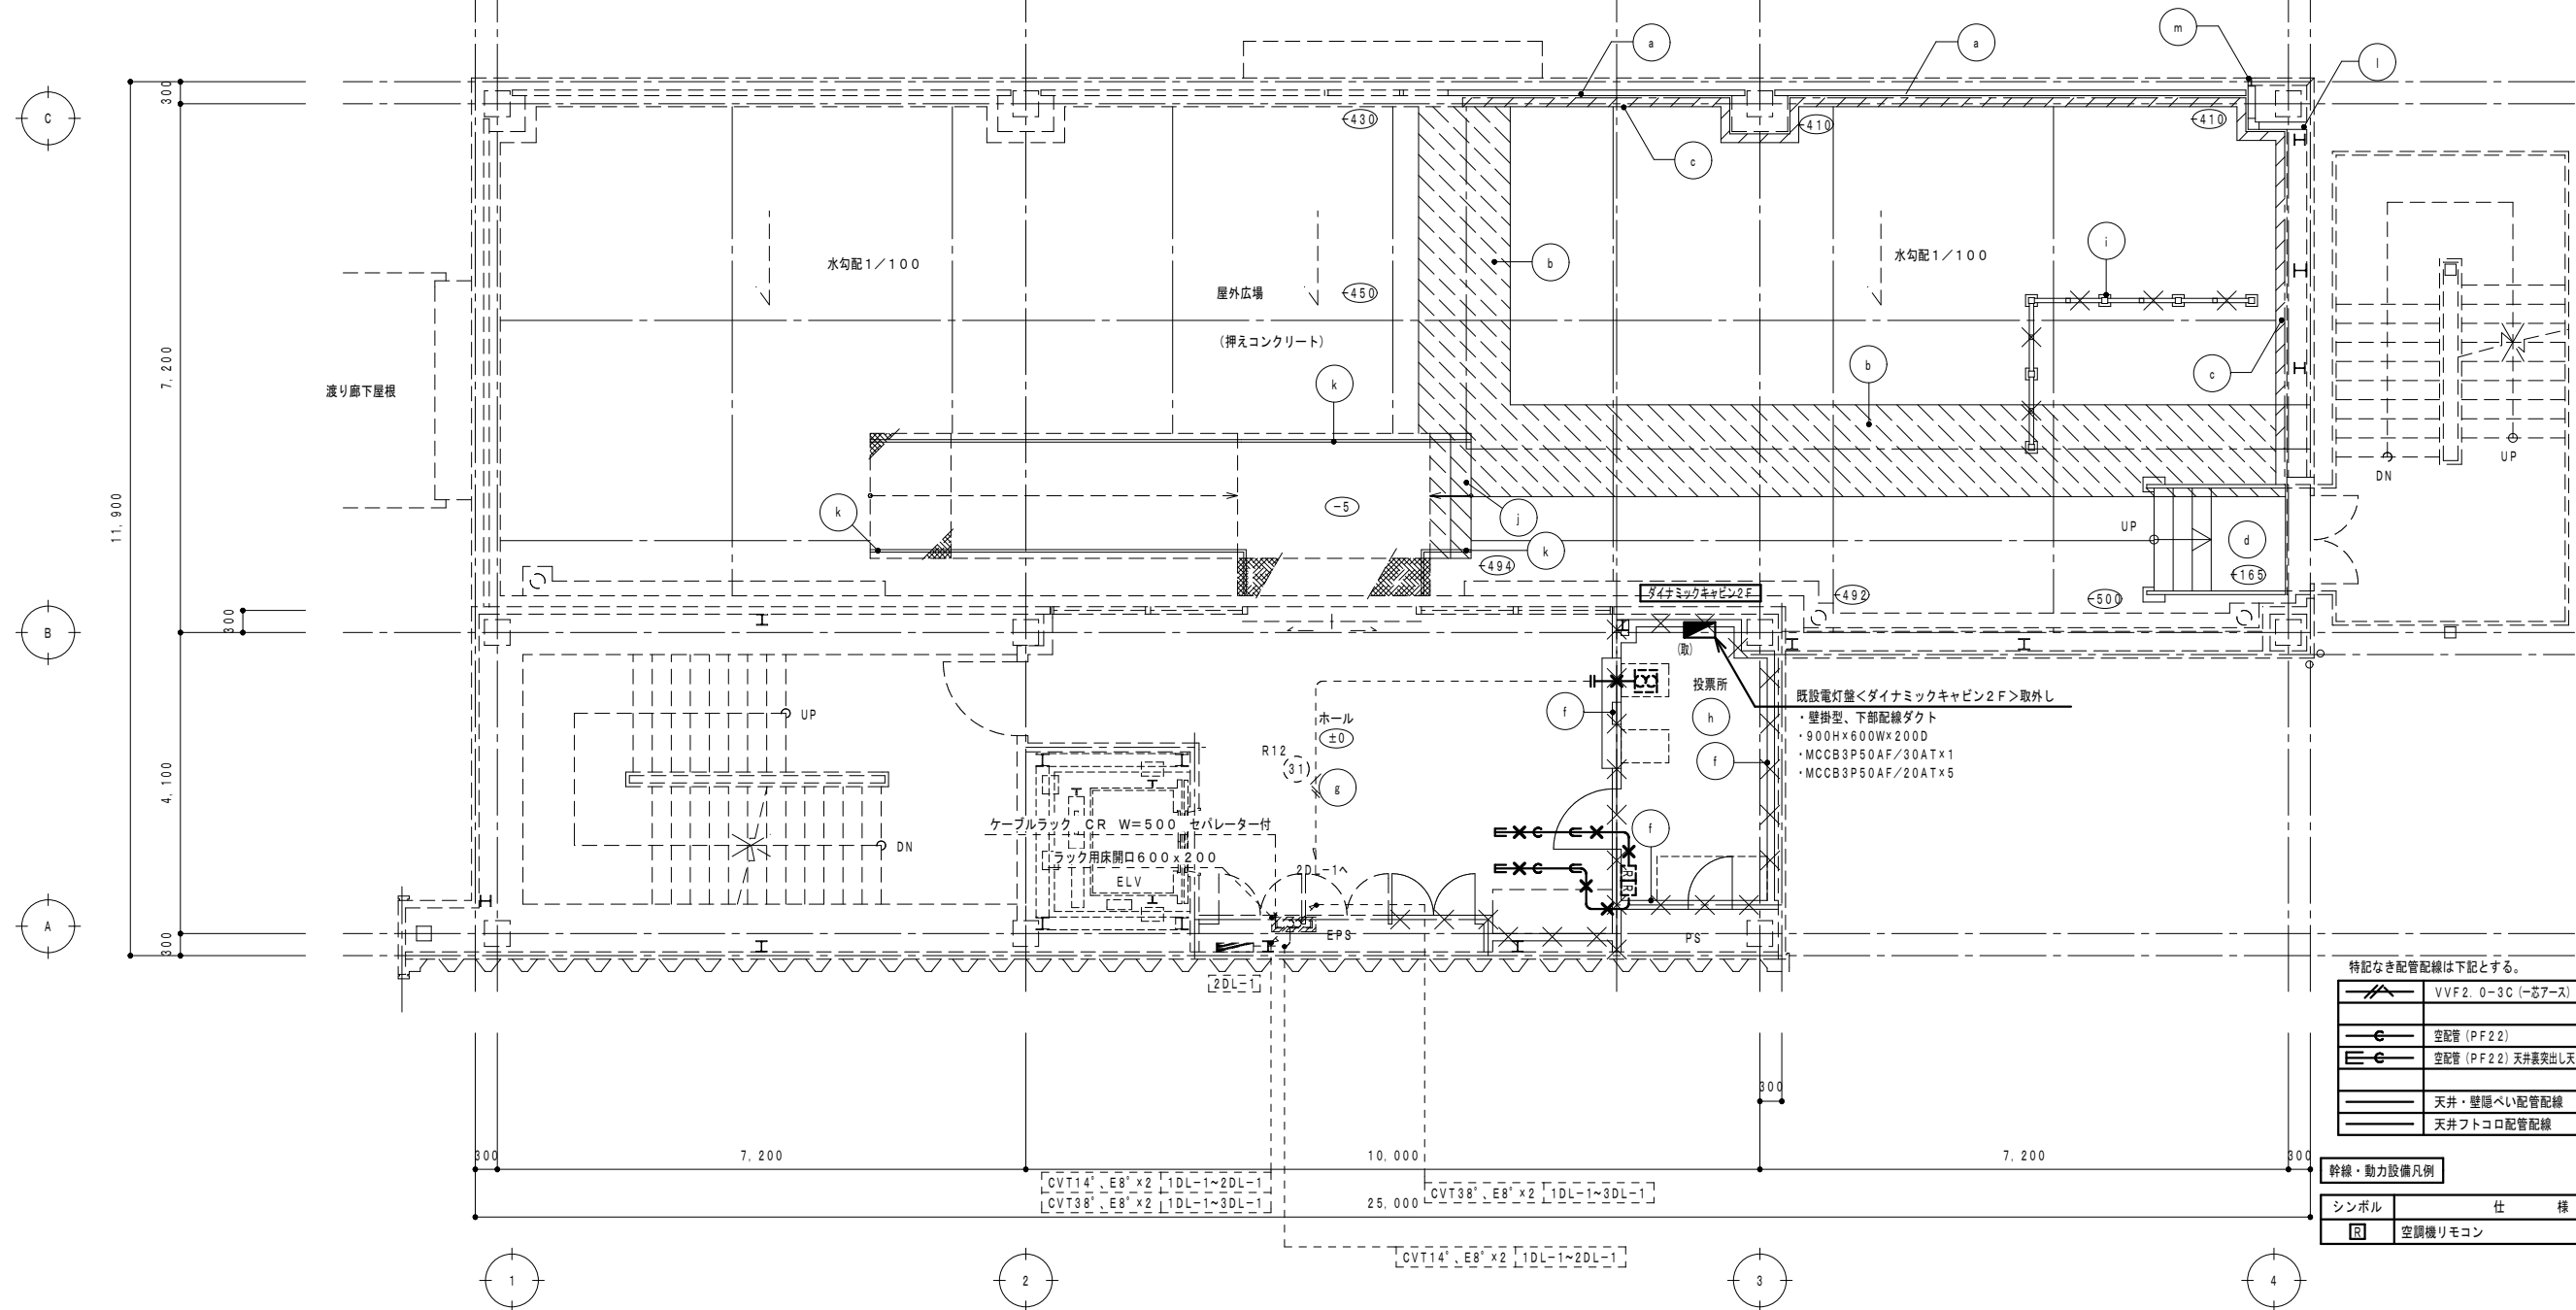 a
a
m
l
300
C
-430
-410
-410
c
i
b
水勾配1/100
水勾配1/100
屋外広場
-450
(押えコンクリート)
7,200
渡り廊下屋根
k
b
c
DN
UP
11,900
k
-5
j
UP
d
k
-494
-165
ダイナミックキャビン2F
-492
-500
300
B
(取)
投票所
既設電灯盤<ダイナミックキャビン2F>取外し
・壁掛型、下部配線ダクト
・900H×600W×200D
・MCCB3P50AF/30AT×1
・MCCB3P50AF/20AT×5
UP
f
h
ホール
±0
R12
31
f
g
4,100
ケーブルラック CR W=500 セパレーター付
f
DN
ラック用床開口600×200
2DL-1へ
ELV
R
R
A
300
EPS
PS
2DL-1
特記なき配管配線は下記とする。
VVF2.0-3C(一芯アース)
空配管(PF22)
空配管(PF22)天井裏突出し天
天井・壁隠ぺい配管配線
天井フトコロ配管配線
300
300
7,200
10,000
7,200
300
幹線・動力設備凡例
CVT14゜、E8゜×2 1DL-1~2DL-1
CVT38゜、E8゜×2 1DL-1~3DL-1
CVT38゜、E8゜×2 1DL-1~3DL-1
25,000
シンボル 仕 様
R 空調機リモコン
CVT14゜、E8゜×2 1DL-1~2DL-1
1
2
3
4